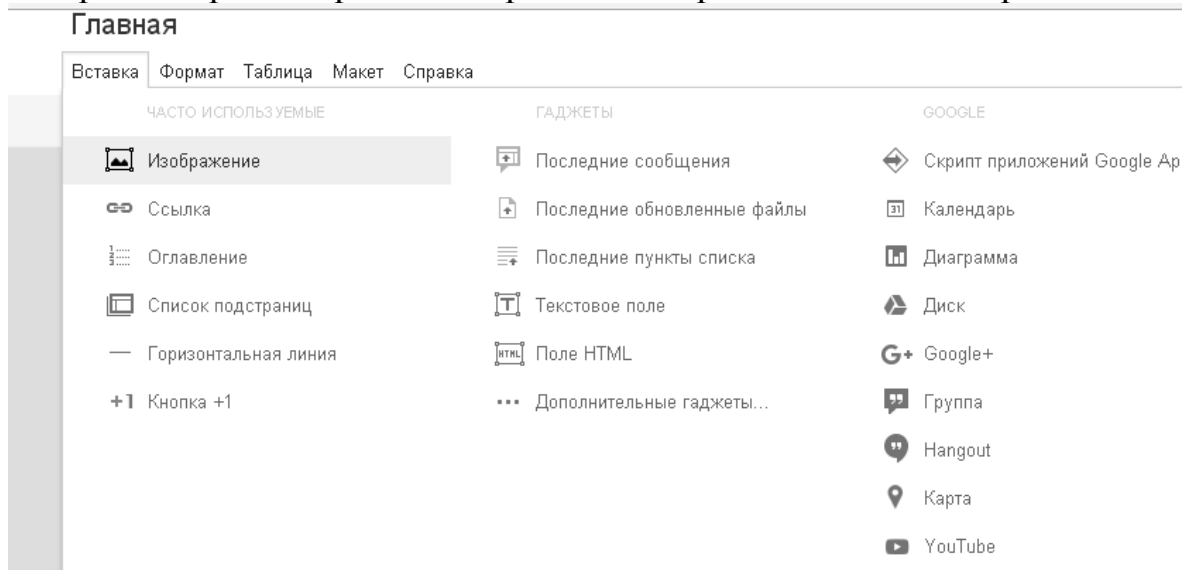 Главная
Вставка Формат Таблица Макет Справка
ЧАСТО ИСПОЛЬЗУЕМЫЕ
Изображение
Ссылка
Оглавление
Список подстраниц
Горизонтальная линия
+1 Кнопка +1
ГАДЖЕТЫ
Последние сообщения
Последние обновленные файлы
Последние пункты списка
Текстовое поле
HTML Поле HTML
Дополнительные гаджеты...
GOOGLE
Скрипт приложений Google Ap
31 Календарь
Диаграмма
Диск
G+ Google+
Группа
Hangout
Карта
YouTube